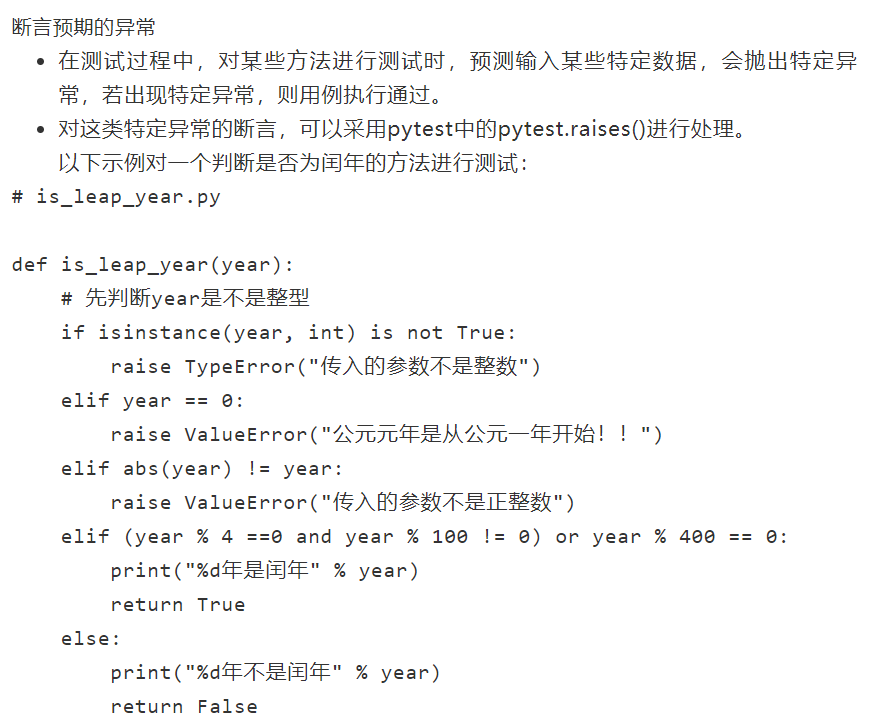 断言预期的异常
• 在测试过程中，对某些方法进行测试时，预测输入某些特定数据，会抛出特定异
常，若出现特定异常，则用例执行通过。
• 对这类特定异常的断言，可以采用pytest中的pytest.raises()进行处理。
以下示例对一个判断是否为闰年的方法进行测试：
# is_leap_year.py

def is_leap_year(year):
    # 先判断year是不是整型
    if isinstance(year, int) is not True:
        raise TypeError("传入的参数不是整数")
    elif year == 0:
        raise ValueError("公元元年是从公元一年开始！！")
    elif abs(year) != year:
        raise ValueError("传入的参数不是正整数")
    elif (year % 4 ==0 and year % 100 != 0) or year % 400 == 0:
        print("%d年是闰年" % year)
        return True
    else:
        print("%d年不是闰年" % year)
        return False